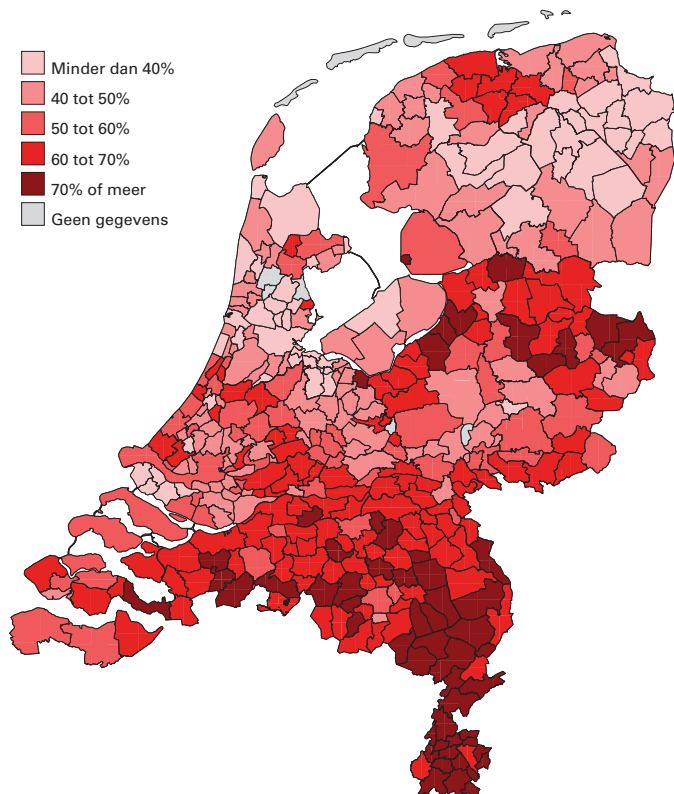 Minder dan 40%
40 tot 50%
50 tot 60%
60 tot 70%
70% of meer
Geen gegevens